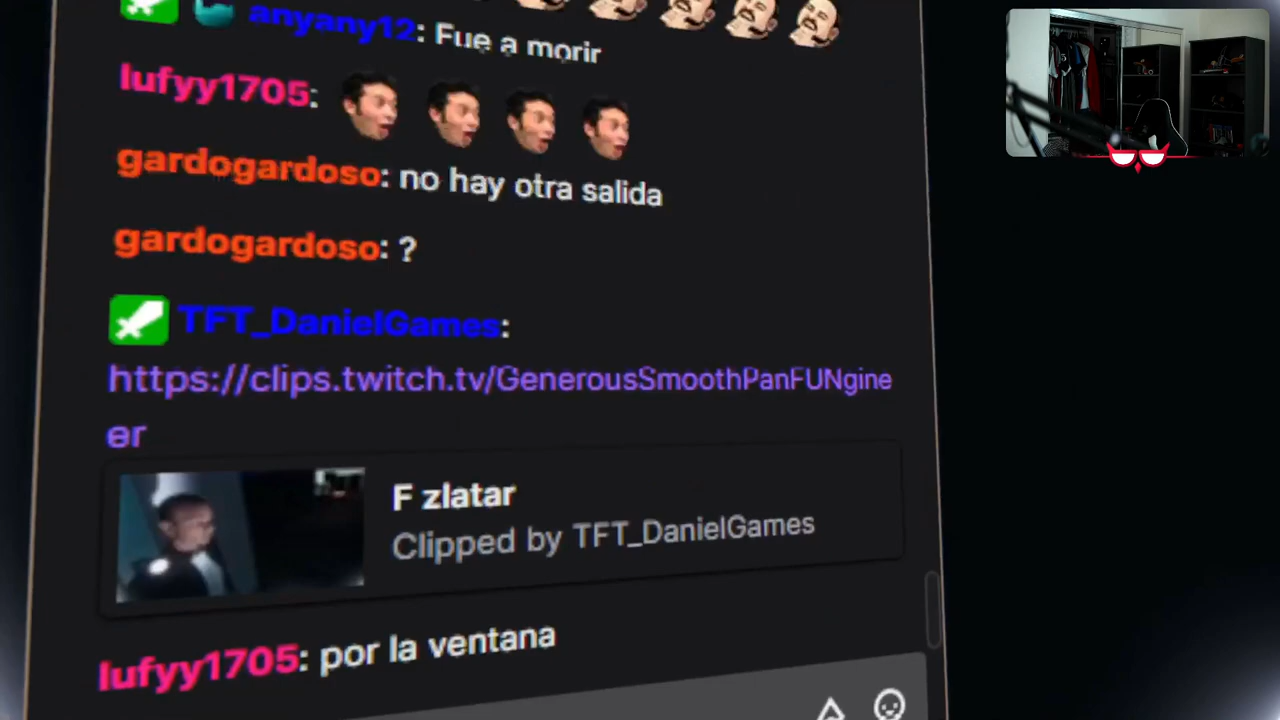 anyany12: Fue a morir
lufyy1705:
gardogardoso: no hay otra salida
gardogardoso: ?
TFT_DanielGames:
https://clips.twitch.tv/GenerousSmoothPanFUNgine
er
F zlatar
Clipped by TFT_DanielGames
lufyy1705: por la ventana